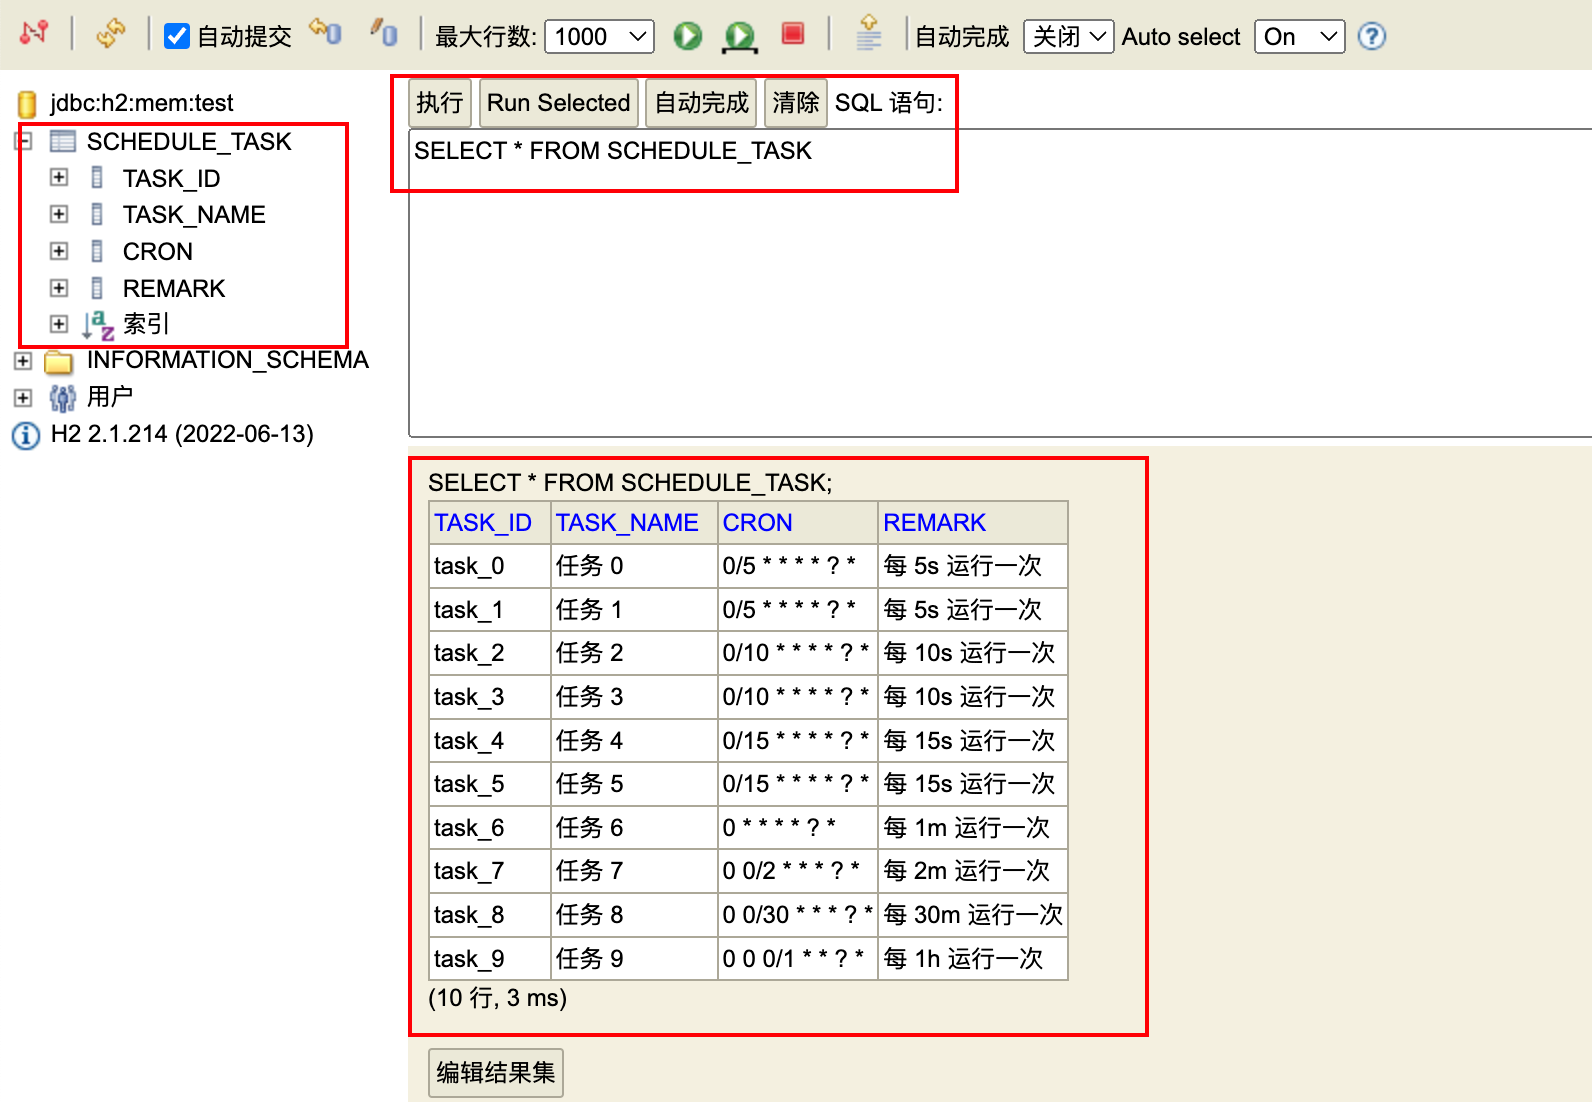 自动提交 最大行数: 1000 自动完成 关闭 Auto select On
jdbc:h2:mem:test
SCHEDULE_TASK
TASK_ID
TASK_NAME
CRON
REMARK
索引
INFORMATION_SCHEMA
用户
H2 2.1.214 (2022-06-13)
执行 Run Selected 自动完成 清除 SQL 语句:
SELECT * FROM SCHEDULE_TASK
SELECT * FROM SCHEDULE_TASK;
TASK_ID TASK_NAME CRON REMARK
task_0 任务 0 0/5 * * * * ? * 每 5s 运行一次
task_1 任务 1 0/5 * * * * ? * 每 5s 运行一次
task_2 任务 2 0/10 * * * * ? * 每 10s 运行一次
task_3 任务 3 0/10 * * * * ? * 每 10s 运行一次
task_4 任务 4 0/15 * * * * ? * 每 15s 运行一次
task_5 任务 5 0/15 * * * * ? * 每 15s 运行一次
task_6 任务 6 0 * * * * ? * 每 1m 运行一次
task_7 任务 7 0 0/2 * * * ? * 每 2m 运行一次
task_8 任务 8 0 0/30 * * * ? * 每 30m 运行一次
task_9 任务 9 0 0 0/1 * * ? * 每 1h 运行一次
(10 行, 3 ms)
编辑结果集